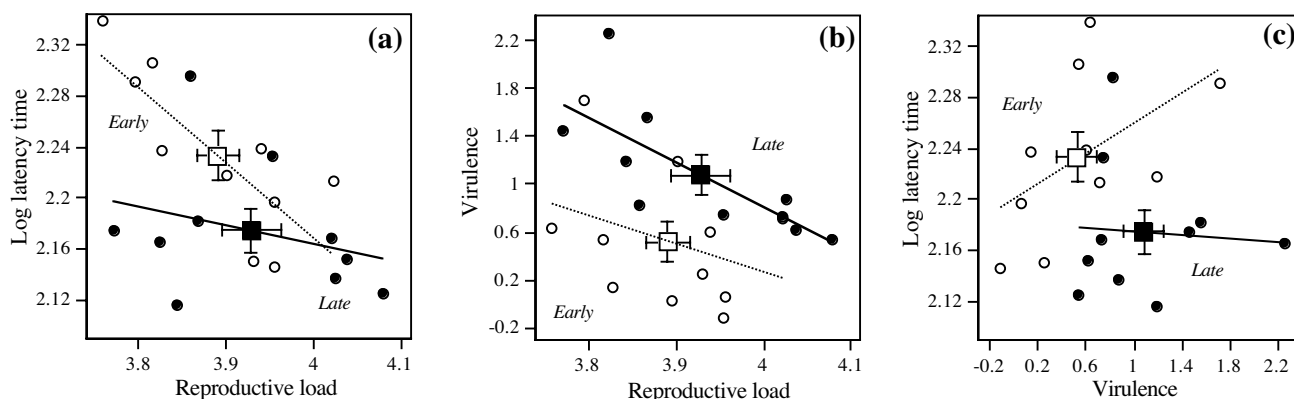 (a)
Log latency time
2.32
2.28
2.24
2.2
2.16
2.12
Early
Late
3.8
3.9
4
4.1
Reproductive load
(b)
Virulence
2.2
1.8
1.4
1
0.6
0.2
-0.2
Late
Early
3.8
3.9
4
4.1
Reproductive load
(c)
Log latency time
2.32
2.28
2.24
2.2
2.16
2.12
Early
Late
-0.2
0.2
0.6
1
1.4
1.8
2.2
Virulence